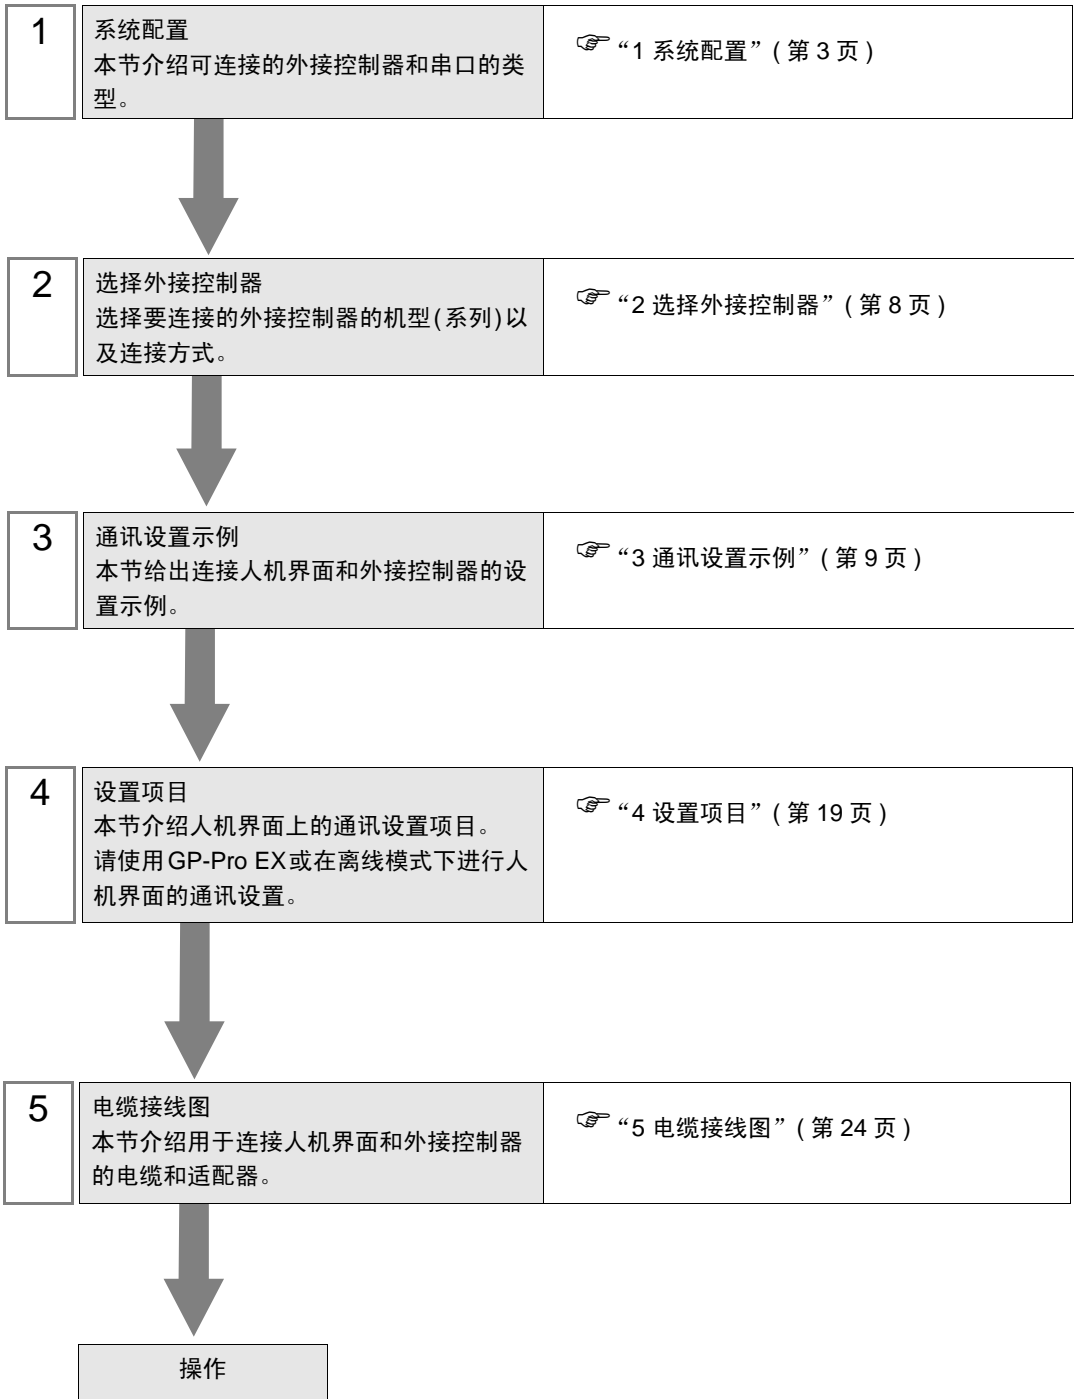 1
系统配置
本节介绍可连接的外接控制器和串口的类
型。
☞“1 系统配置” ( 第 3 页 )
2
选择外接控制器
选择要连接的外接控制器的机型(系列)以
及连接方式。
☞“2 选择外接控制器” ( 第 8 页 )
3
通讯设置示例
本节给出连接人机界面和外接控制器的设
置示例。
☞“3 通讯设置示例” ( 第 9 页 )
4
设置项目
本节介绍人机界面上的通讯设置项目。
请使用GP-Pro EX或在离线模式下进行人
机界面的通讯设置。
☞“4 设置项目” ( 第 19 页 )
5
电缆接线图
本节介绍用于连接人机界面和外接控制器
的电缆和适配器。
☞“5 电缆接线图” ( 第 24 页 )
操作